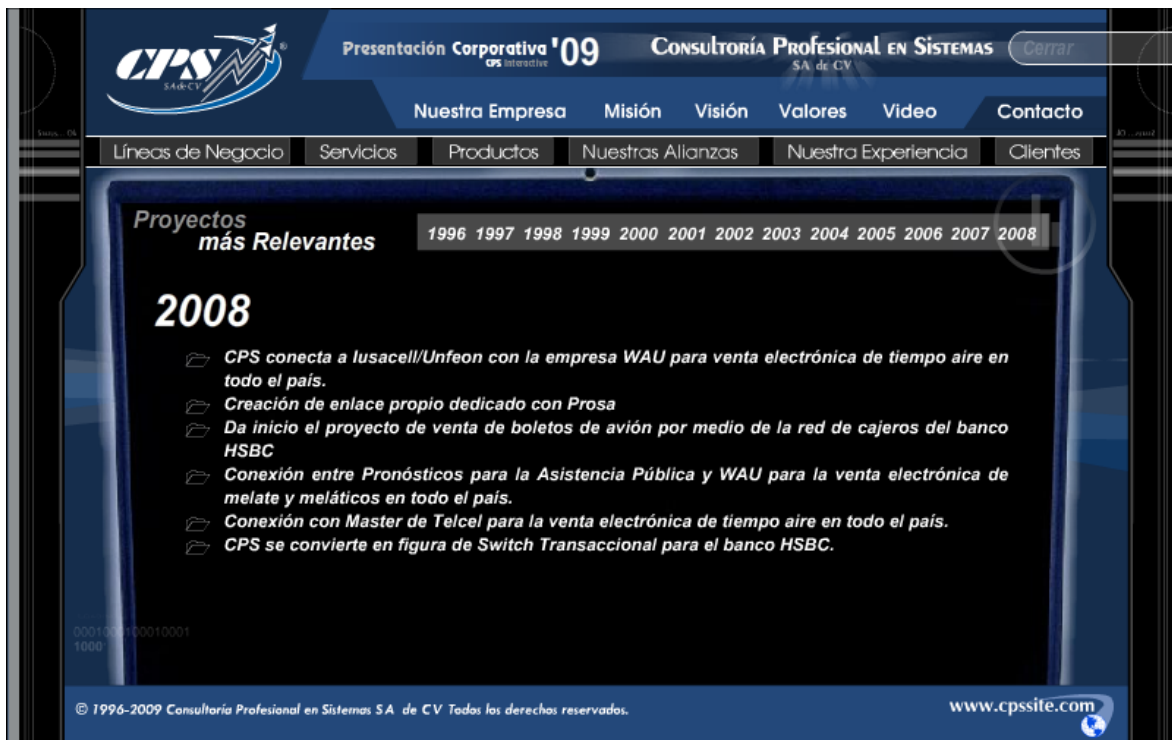 CPS
SA de CV
Presentación Corporativa '09
CPS Interactive
Consultoría Profesional en Sistemas
SA de CV
Cerrar
Nuestra Empresa Misión Visión Valores Video Contacto
Líneas de Negocio Servicios Productos Nuestras Alianzas Nuestra Experiencia Clientes
Proyectos
más Relevantes
1996 1997 1998 1999 2000 2001 2002 2003 2004 2005 2006 2007 2008
2008
CPS conecta a Iusacell/Unfeon con la empresa WAU para venta electrónica de tiempo aire en
todo el país.
Creación de enlace propio dedicado con Prosa
Da inicio el proyecto de venta de boletos de avión por medio de la red de cajeros del banco
HSBC
Conexión entre Pronósticos para la Asistencia Pública y WAU para la venta electrónica de
melate y meláticos en todo el país.
Conexión con Master de Telcel para la venta electrónica de tiempo aire en todo el país.
CPS se convierte en figura de Switch Transaccional para el banco HSBC.
0001000100010001
1000
© 1996-2009 Consultoría Profesional en Sistemas S A de C V Todos los derechos reservados.
www.cpssite.com